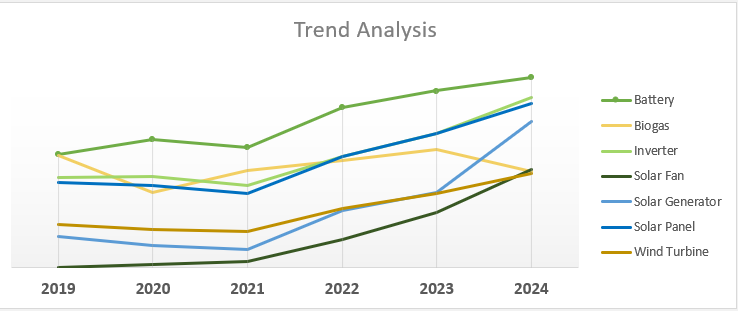 Trend Analysis
Battery
Biogas
Inverter
Solar Fan
Solar Generator
Solar Panel
Wind Turbine
2019 2020 2021 2022 2023 2024